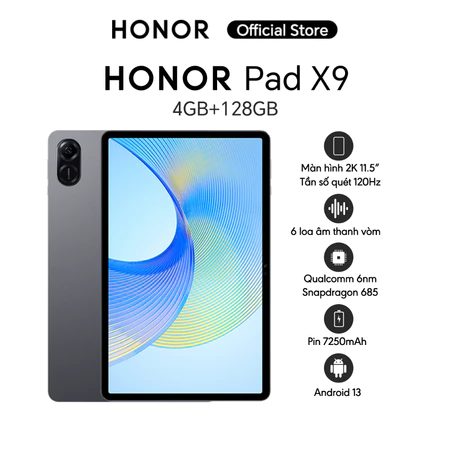 HONOR Official Store
HONOR Pad X9
4GB+128GB
Màn hình 2K 11.5"
Tần số quét 120Hz
6 loa âm thanh vòm
Qualcomm 6nm
Snapdragon 685
Pin 7250mAh
Android 13